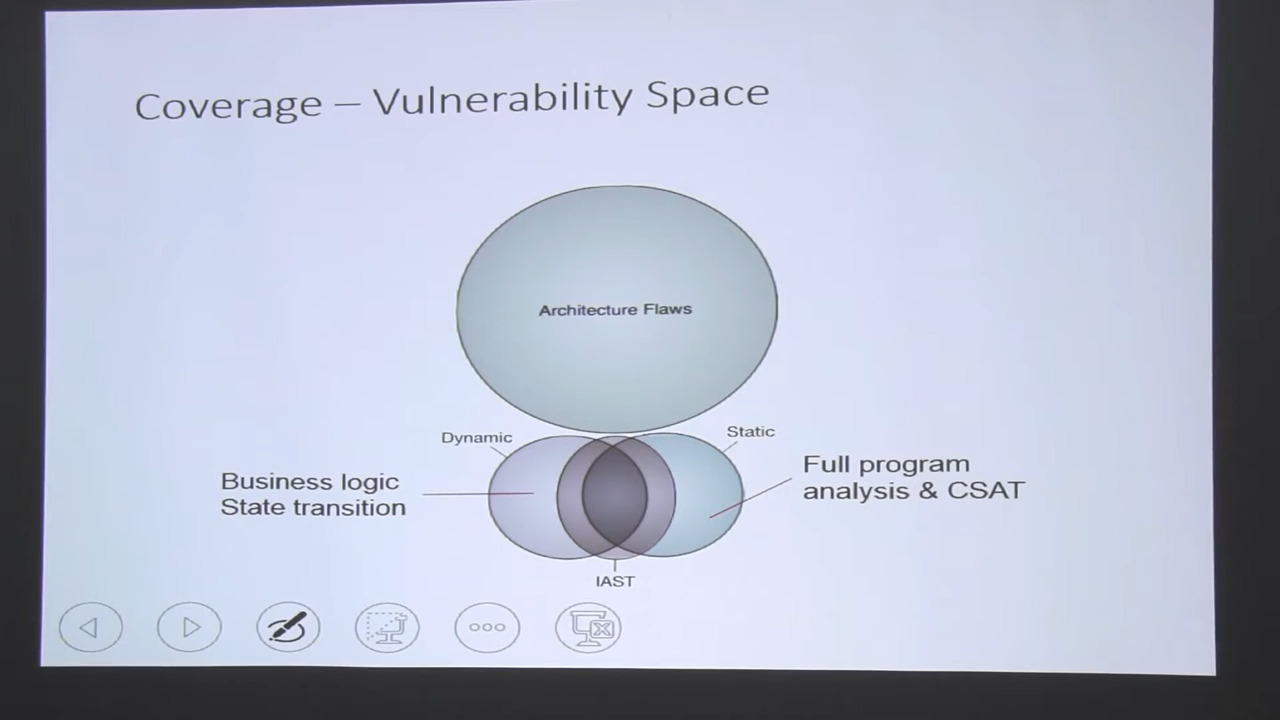 Coverage – Vulnerability Space
Architecture Flaws
Dynamic
Static
Business logic
State transition
Full program
analysis & CSAT
IAST